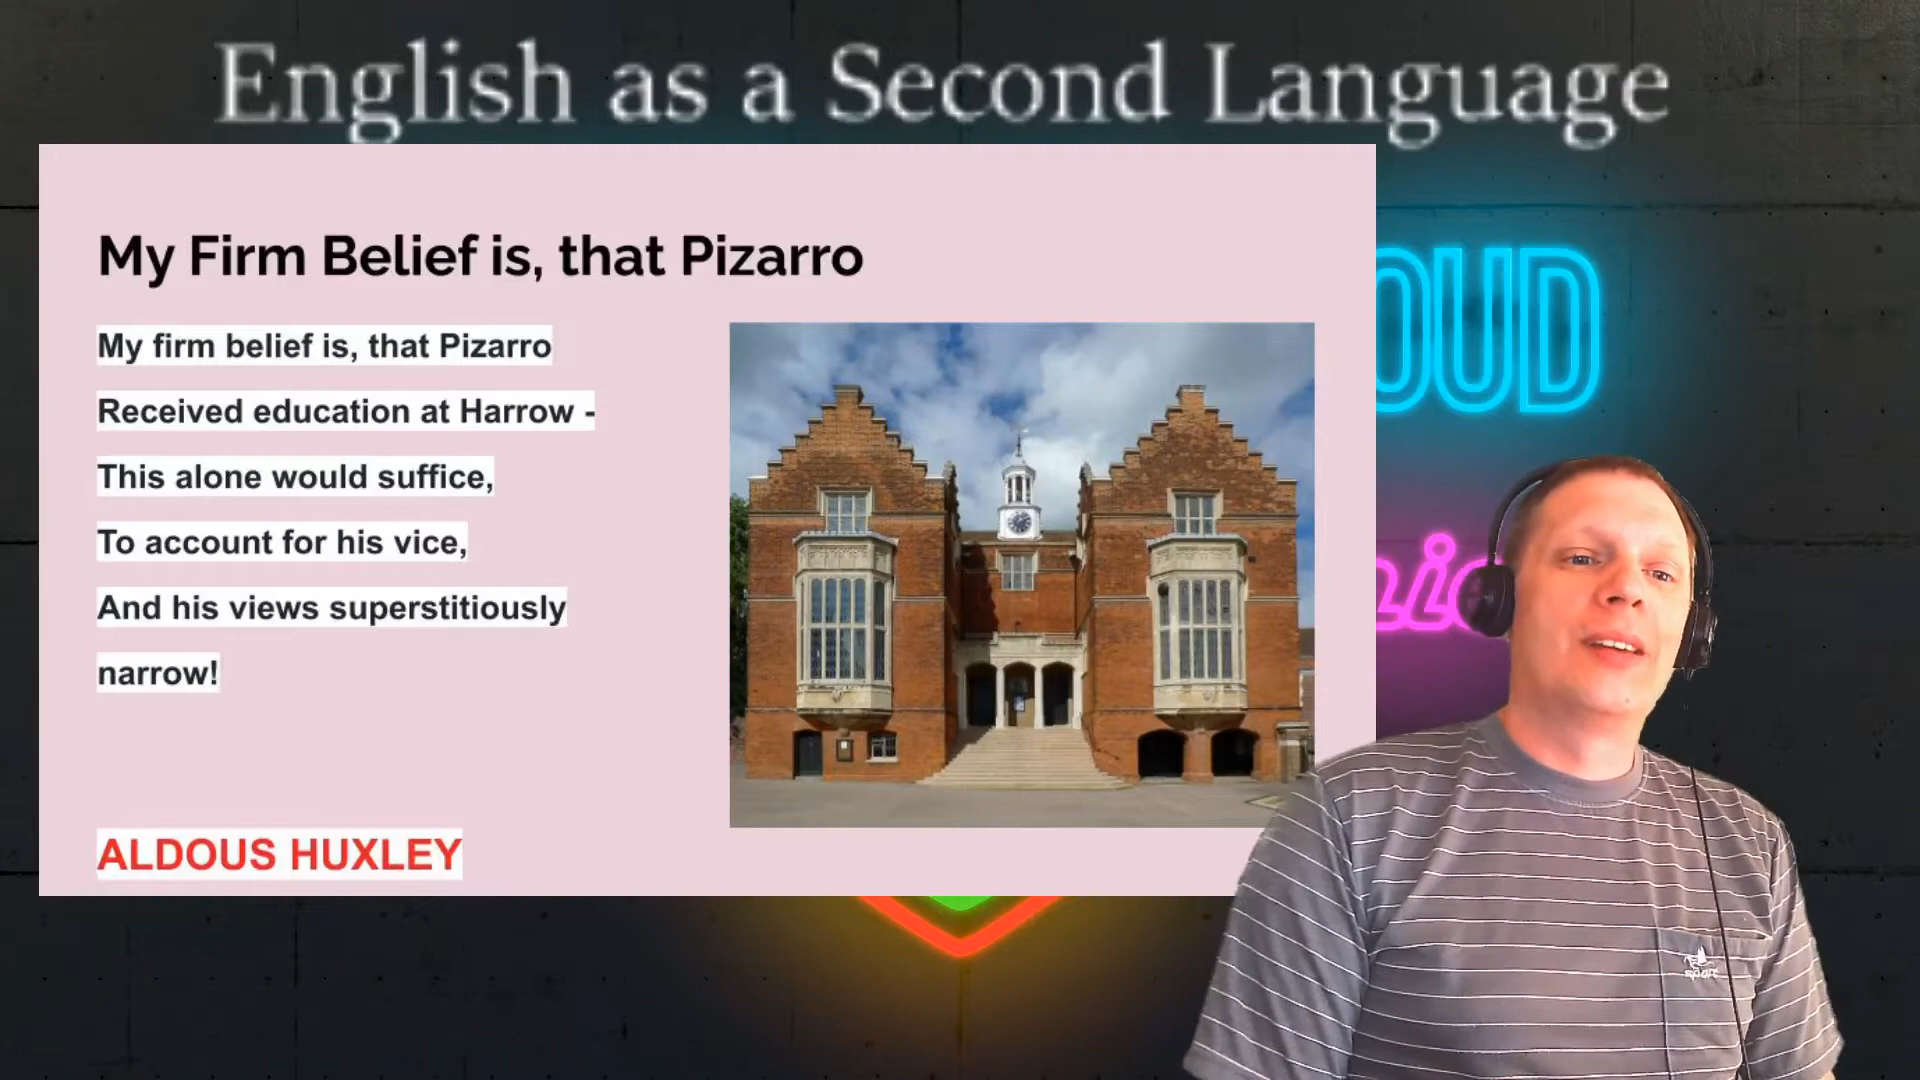 English as a Second Language
My Firm Belief is, that Pizarro
My firm belief is, that Pizarro
Received education at Harrow -
This alone would suffice,
To account for his vice,
And his views superstitiously
narrow!
ALDOUS HUXLEY
OUD